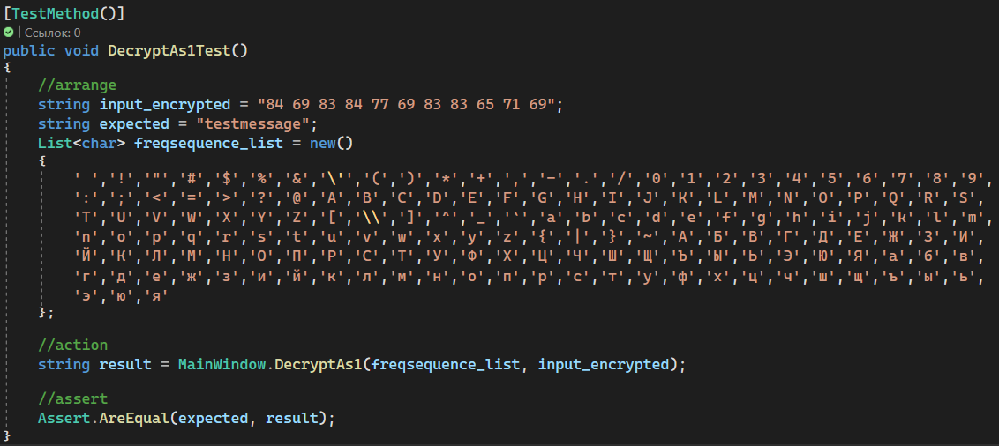 [TestMethod()]
Ссылок: 0
public void DecryptAs1Test()
{
//arrange
string input_encrypted = "84 69 83 84 77 69 83 83 65 71 69";
string expected = "testmessage";
List<char> freqsequence_list = new()
{
' ','!','"','#','$','%','&','\'','(',')','*','+',',','-','.','/','0','1','2','3','4','5','6','7','8','9',
':',';','<','=','>','?','@','A','B','C','D','E','F','G','H','I','J','K','L','M','N','O','P','Q','R','S',
'T','U','V','W','X','Y','Z','[','\\',']','^','_','`','a','b','c','d','e','f','g','h','i','j','k','l','m',
'n','o','p','q','r','s','t','u','v','w','x','y','z','{','|','}','~','А','Б','В','Г','Д','Е','Ж','З','И',
'Й','К','Л','М','Н','О','П','Р','С','Т','У','Ф','Х','Ц','Ч','Ш','Щ','Ъ','Ы','Ь','Э','Ю','Я','а','б','в',
'г','д','е','ж','з','и','й','к','л','м','н','о','п','р','с','т','у','ф','х','ц','ч','ш','щ','ъ','ы','ь',
'э','ю','я'
};
//action
string result = MainWindow.DecryptAs1(freqsequence_list, input_encrypted);
//assert
Assert.AreEqual(expected, result);
}